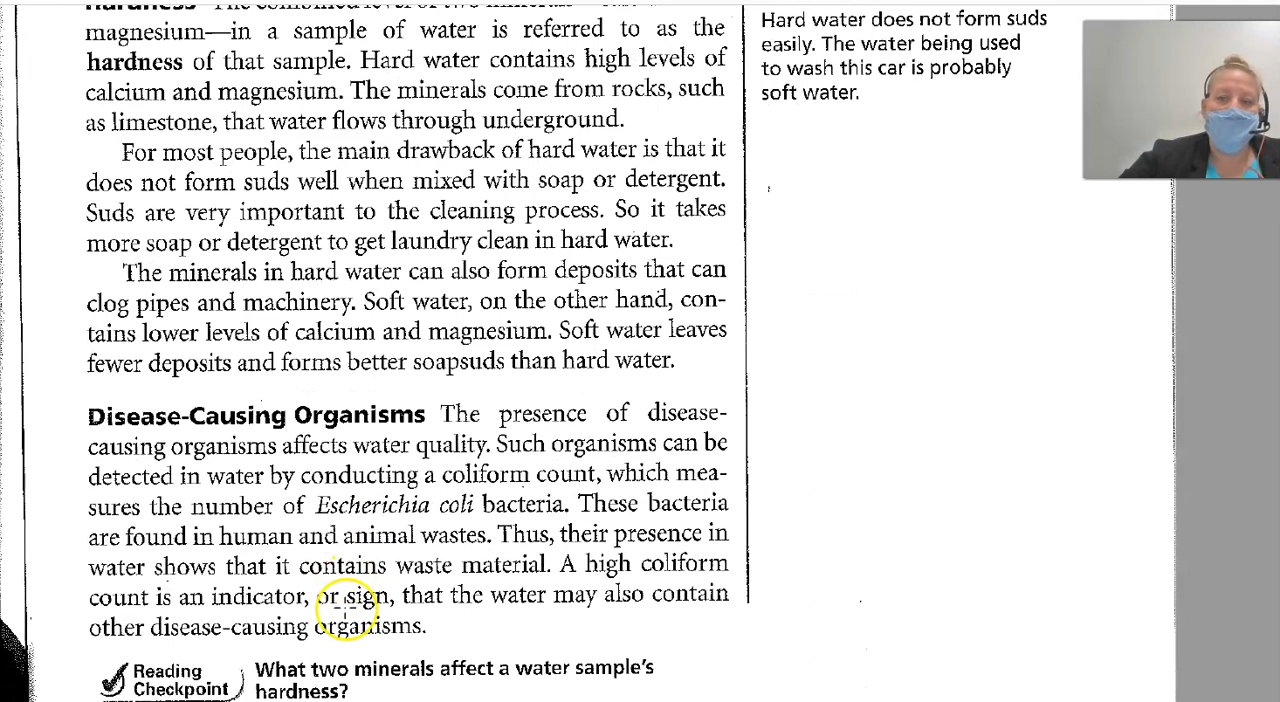 magnesium—in a sample of water is referred to as the
hardness of that sample. Hard water contains high levels of
calcium and magnesium. The minerals come from rocks, such
as limestone, that water flows through underground.
For most people, the main drawback of hard water is that it
does not form suds well when mixed with soap or detergent.
Suds are very important to the cleaning process. So it takes
more soap or detergent to get laundry clean in hard water.
The minerals in hard water can also form deposits that can
clog pipes and machinery. Soft water, on the other hand, con-
tains lower levels of calcium and magnesium. Soft water leaves
fewer deposits and forms better soapsuds than hard water.
Disease-Causing Organisms The presence of disease-
causing organisms affects water quality. Such organisms can be
detected in water by conducting a coliform count, which mea-
sures the number of Escherichia coli bacteria. These bacteria
are found in human and animal wastes. Thus, their presence in
water shows that it contains waste material. A high coliform
count is an indicator, or sign, that the water may also contain
other disease-causing organisms.
Reading
Checkpoint
What two minerals affect a water sample's
hardness?
Hard water does not form suds
easily. The water being used
to wash this car is probably
soft water.